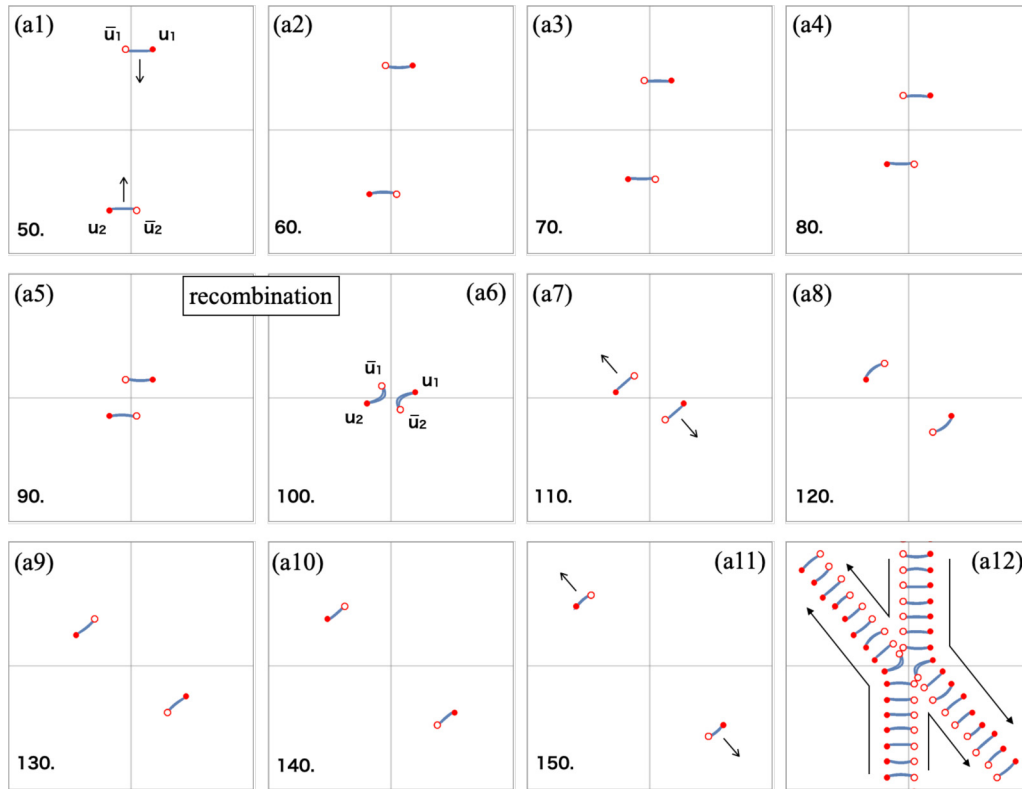 (a1)
ū1 u1
u2 ū2
50.
(a2)
60.
(a3)
70.
(a4)
80.
(a5)
90.
recombination
(a6)
ū1 u1
u2 ū2
100.
(a7)
110.
(a8)
120.
(a9)
130.
(a10)
140.
(a11)
150.
(a12)